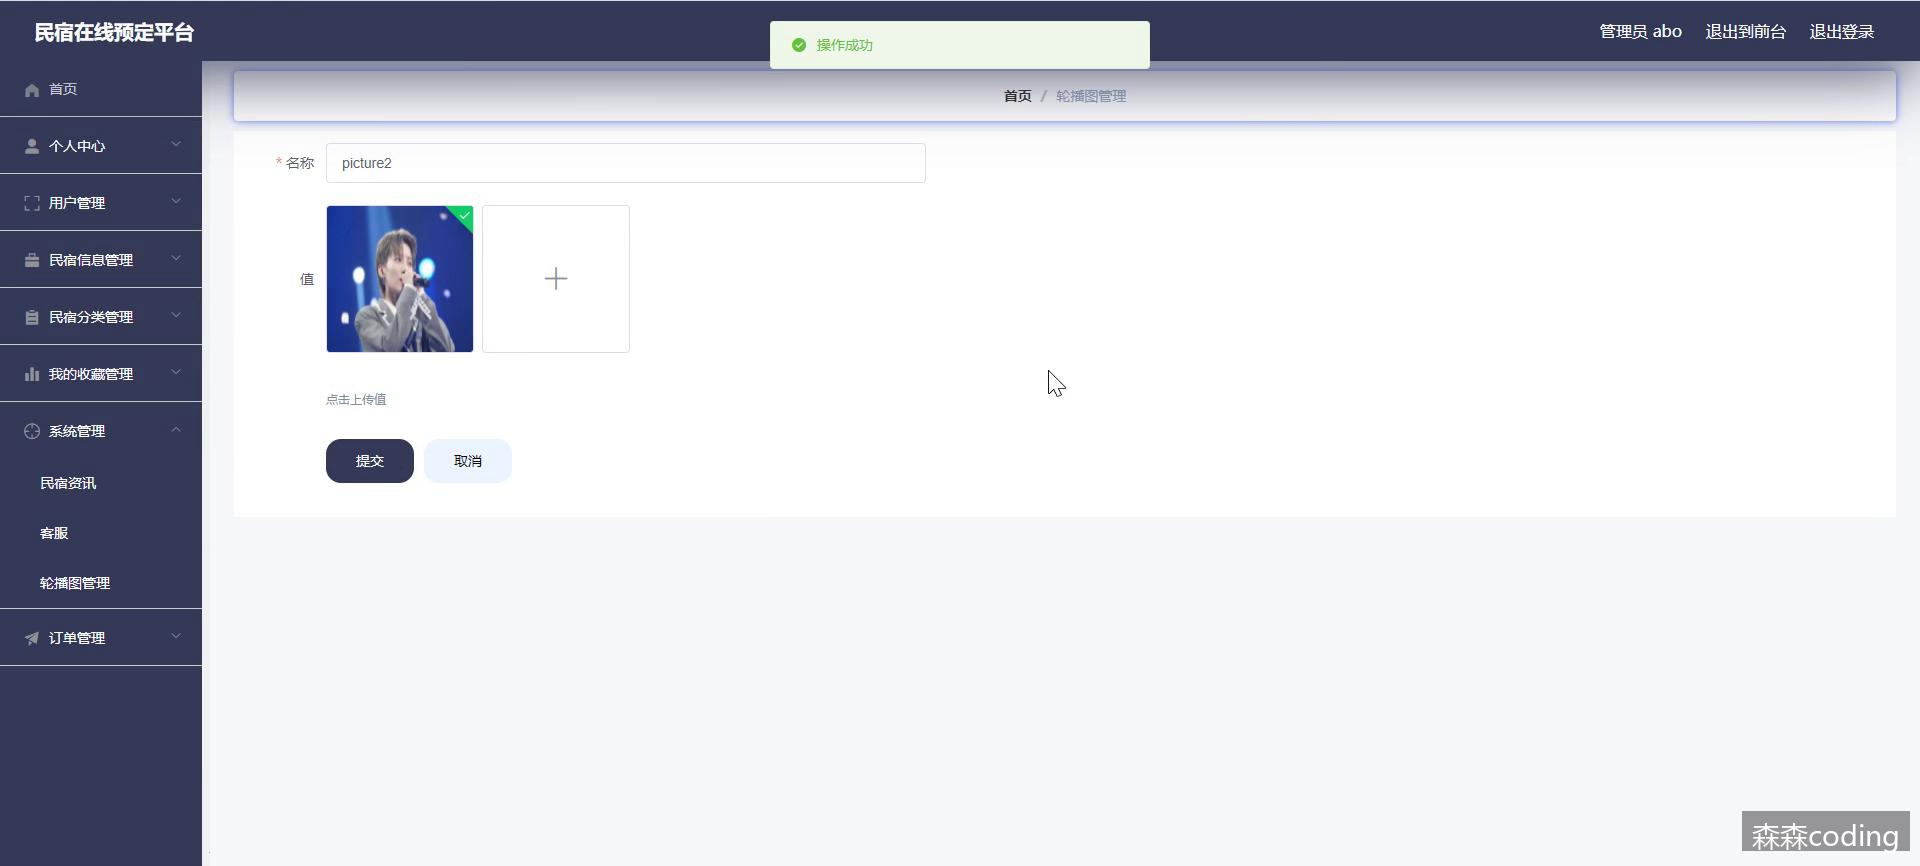 民宿在线预定平台
操作成功
管理员 abo 退出到前台 退出登录
首页
首页 / 轮播图管理
个人中心
用户管理
民宿信息管理
民宿分类管理
我的收藏管理
系统管理
民宿资讯
客服
轮播图管理
订单管理
* 名称 picture2
值
点击上传值
提交 取消
森森coding